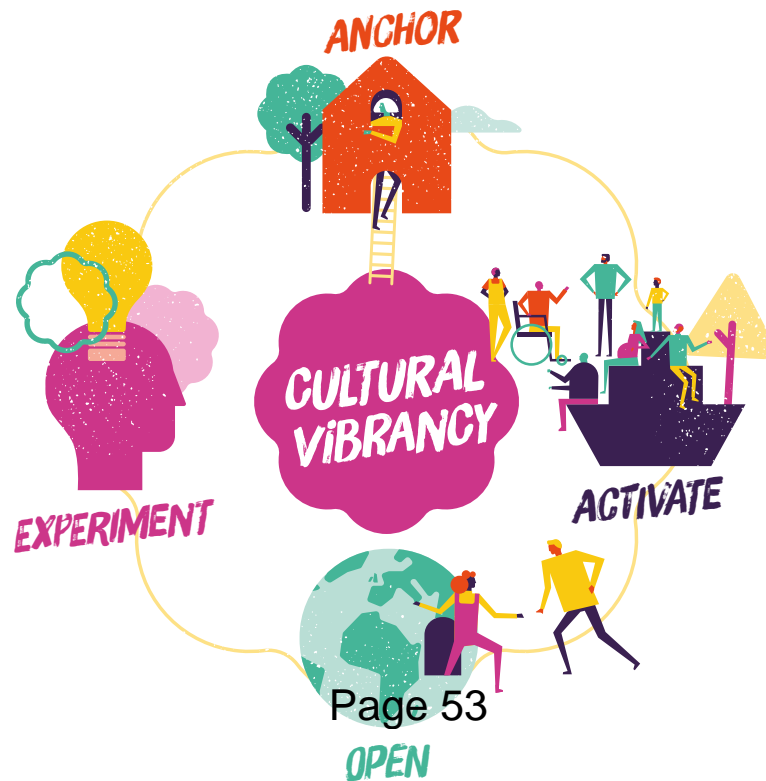 ANCHOR
CULTURAL
ViBRANCY
ACTIVATE
EXPERIMENT
Page 53
OPEN